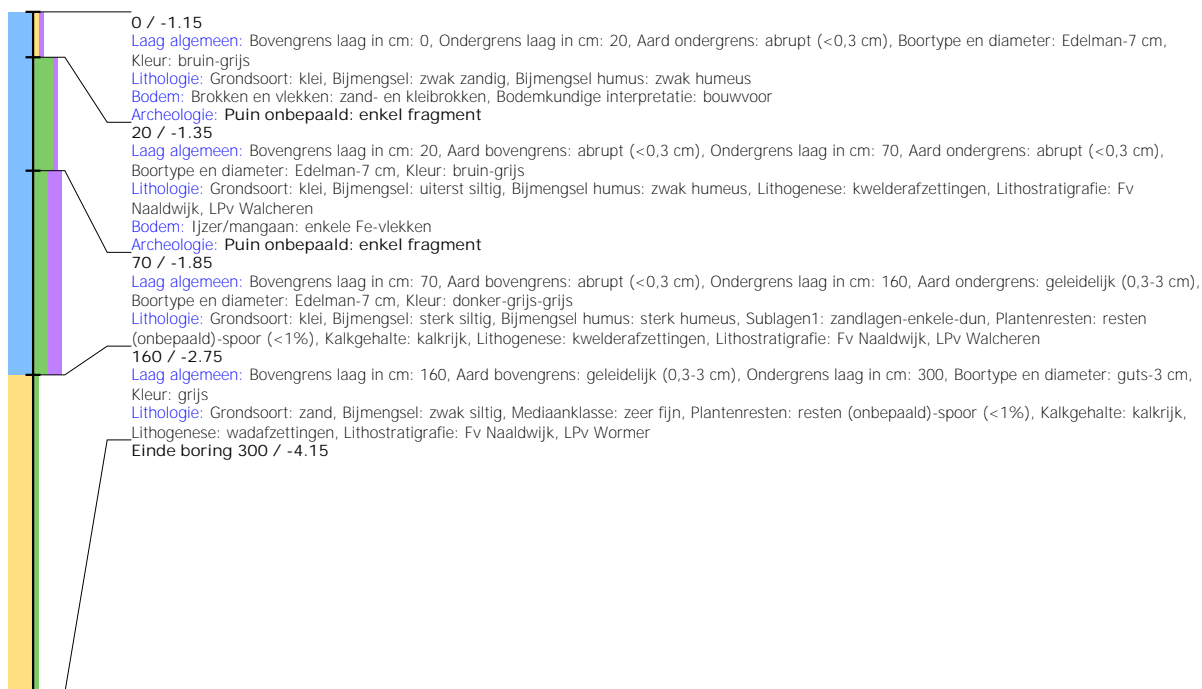 0 / -1.15
Laag algemeen: Bovengrens laag in cm: 0, Ondergrens laag in cm: 20, Aard ondergrens: abrupt (<0,3 cm), Boortype en diameter: Edelman-7 cm,
Kleur: bruin-grijs
Lithologie: Grondsoort: klei, Bijmengsel: zwak zandig, Bijmengsel humus: zwak humeus
Bodem: Brokken en vlekken: zand- en kleibrokken, Bodemkundige interpretatie: bouwvoor
Archeologie: Puin onbepaald: enkel fragment
20 / -1.35
Laag algemeen: Bovengrens laag in cm: 20, Aard bovengrens: abrupt (<0,3 cm), Ondergrens laag in cm: 70, Aard ondergrens: abrupt (<0,3 cm),
Boortype en diameter: Edelman-7 cm, Kleur: bruin-grijs
Lithologie: Grondsoort: klei, Bijmengsel: uiterst siltig, Bijmengsel humus: zwak humeus, Lithogenese: kwelderafzettingen, Lithostratigrafie: Fv
Naaldwijk, LPv Walcheren
Bodem: Ijzer/mangaan: enkele Fe-vlekken
Archeologie: Puin onbepaald: enkel fragment
70 / -1.85
Laag algemeen: Bovengrens laag in cm: 70, Aard bovengrens: abrupt (<0,3 cm), Ondergrens laag in cm: 160, Aard ondergrens: geleidelijk (0,3-3 cm),
Boortype en diameter: Edelman-7 cm, Kleur: donker-grijs-grijs
Lithologie: Grondsoort: klei, Bijmengsel: sterk siltig, Bijmengsel humus: sterk humeus, Sublagen1: zandlagen-enkele-dun, Plantenresten: resten
(onbepaald)-spoor (<1%), Kalkgehalte: kalkrijk, Lithogenese: kwelderafzettingen, Lithostratigrafie: Fv Naaldwijk, LPv Walcheren
160 / -2.75
Laag algemeen: Bovengrens laag in cm: 160, Aard bovengrens: geleidelijk (0,3-3 cm), Ondergrens laag in cm: 300, Boortype en diameter: guts-3 cm,
Kleur: grijs
Lithologie: Grondsoort: zand, Bijmengsel: zwak siltig, Mediaanklasse: zeer fijn, Plantenresten: resten (onbepaald)-spoor (<1%), Kalkgehalte: kalkrijk,
Lithogenese: wadafzettingen, Lithostratigrafie: Fv Naaldwijk, LPv Wormer
Einde boring 300 / -4.15